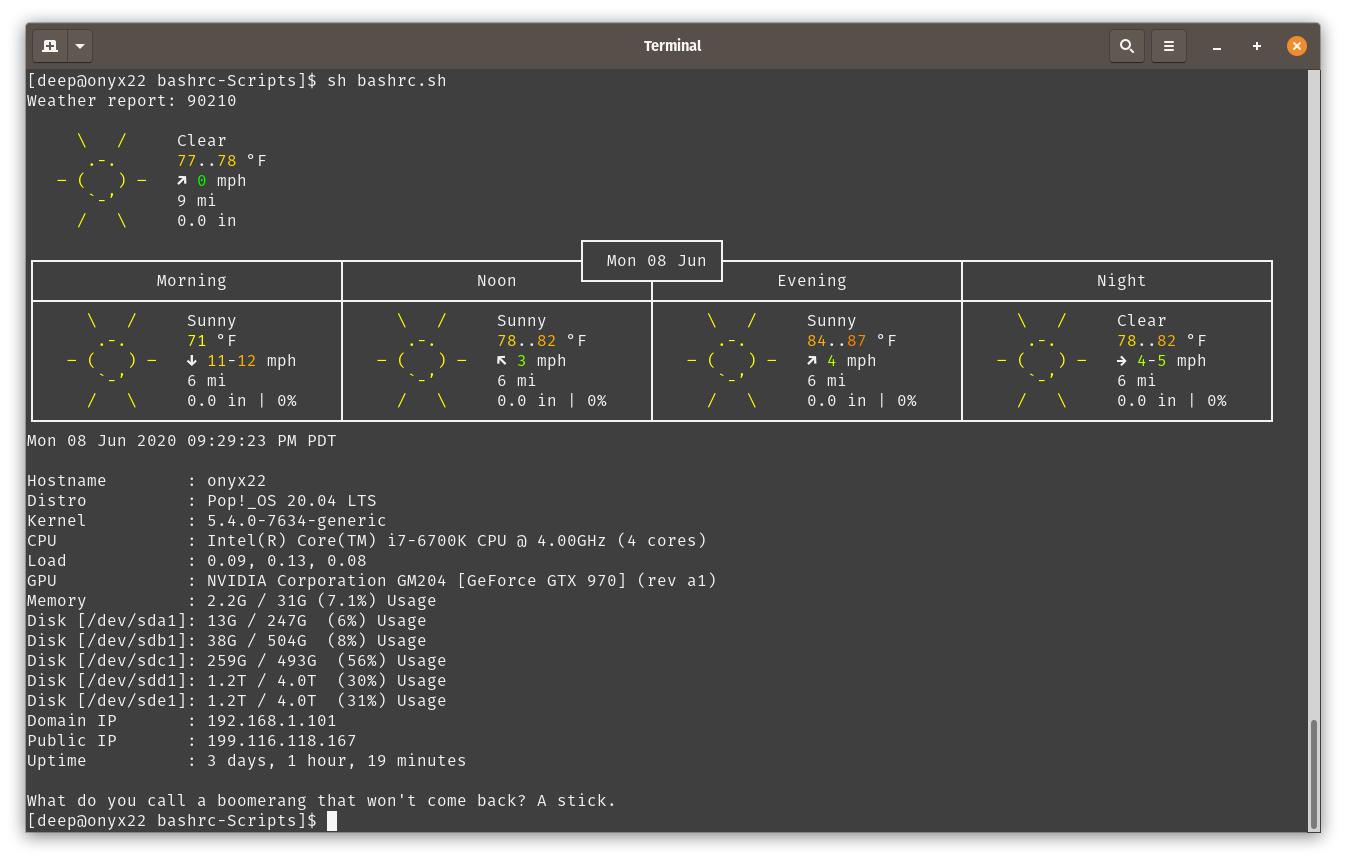 Terminal
[deep@onyx22 bashrc-Scripts]$ sh bashrc.sh
Weather report: 90210
    \   /     Clear
     .-.      77..78 °F
  ― (   ) ―   ↗ 0 mph
     `-’      9 mi
    /   \     0.0 in
Mon 08 Jun
Morning │ Noon │ Evening │ Night
    \   /     Sunny │     \   /     Sunny │     \   /     Sunny │     \   /     Clear
     .-.      71 °F │      .-.      78..82 °F │      .-.      84..87 °F │      .-.      78..82 °F
  ― (   ) ―   ↓ 11-12 mph │   ― (   ) ―   ↖ 3 mph │   ― (   ) ―   ↗ 4 mph │   ― (   ) ―   → 4-5 mph
     `-’      6 mi │      `-’      6 mi │      `-’      6 mi │      `-’      6 mi
    /   \     0.0 in | 0% │     /   \     0.0 in | 0% │     /   \     0.0 in | 0% │     /   \     0.0 in | 0%
Mon 08 Jun 2020 09:29:23 PM PDT
Hostname        : onyx22
Distro          : Pop!_OS 20.04 LTS
Kernel          : 5.4.0-7634-generic
CPU             : Intel(R) Core(TM) i7-6700K CPU @ 4.00GHz (4 cores)
Load            : 0.09, 0.13, 0.08
GPU             : NVIDIA Corporation GM204 [GeForce GTX 970] (rev a1)
Memory          : 2.2G / 31G (7.1%) Usage
Disk [/dev/sda1]: 13G / 247G  (6%) Usage
Disk [/dev/sdb1]: 38G / 504G  (8%) Usage
Disk [/dev/sdc1]: 259G / 493G  (56%) Usage
Disk [/dev/sdd1]: 1.2T / 4.0T  (30%) Usage
Disk [/dev/sde1]: 1.2T / 4.0T  (31%) Usage
Domain IP       : 192.168.1.101
Public IP       : 199.116.118.167
Uptime          : 3 days, 1 hour, 19 minutes
What do you call a boomerang that won't come back? A stick.
[deep@onyx22 bashrc-Scripts]$